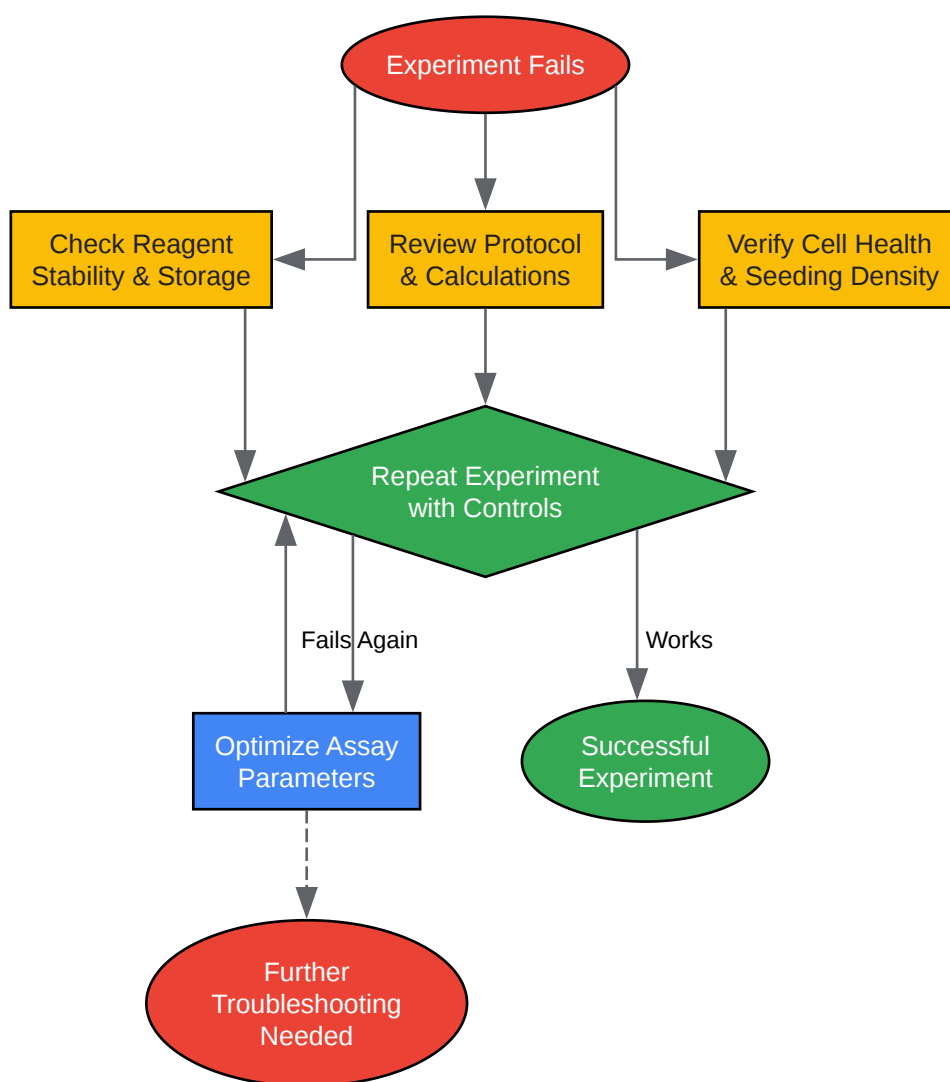 Experiment Fails
Check Reagent
Stability & Storage
Review Protocol
& Calculations
Verify Cell Health
& Seeding Density
Repeat Experiment
with Controls
Fails Again
Works
Optimize Assay
Parameters
Successful
Experiment
Further
Troubleshooting
Needed